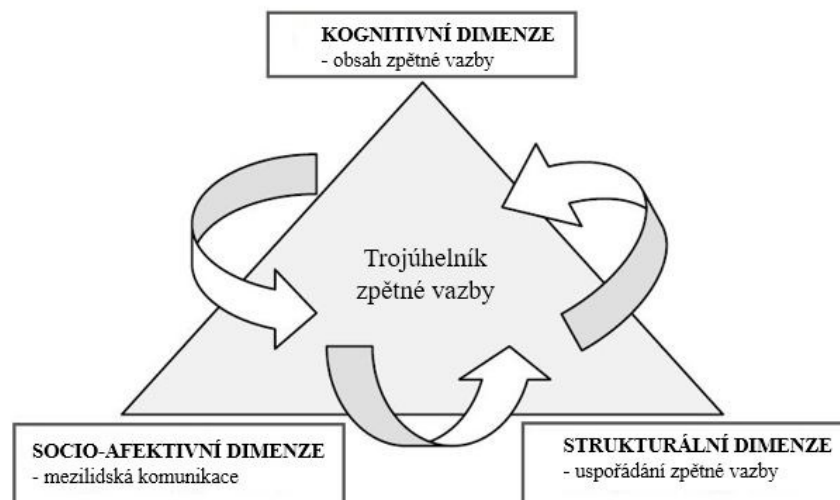 KOGNITIVNÍ DIMENZE
- obsah zpětné vazby
Trojúhelník
zpětné vazby
SOCIO-AFEKTIVNÍ DIMENZE
- mezilidská komunikace
STRUKTURÁLNÍ DIMENZE
- uspořádání zpětné vazby